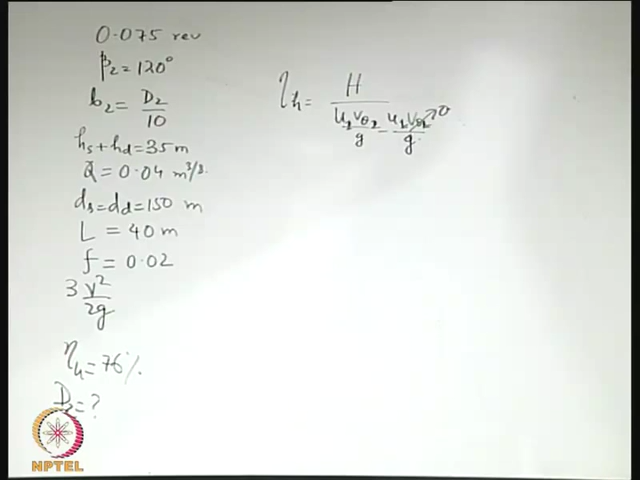 0.075 rev
β₂ = 120°
b₂ = D₂/10
hs + hd = 35 m
Q = 0.04 m³/s.
ds = dd = 150 m
L = 40 m
f = 0.02
3 V²/2g
ηh = 76%.
D₂ = ?
ηh = H / (u₂Vθ₂/g - u₁Vθ₁/g) 0
NPTEL